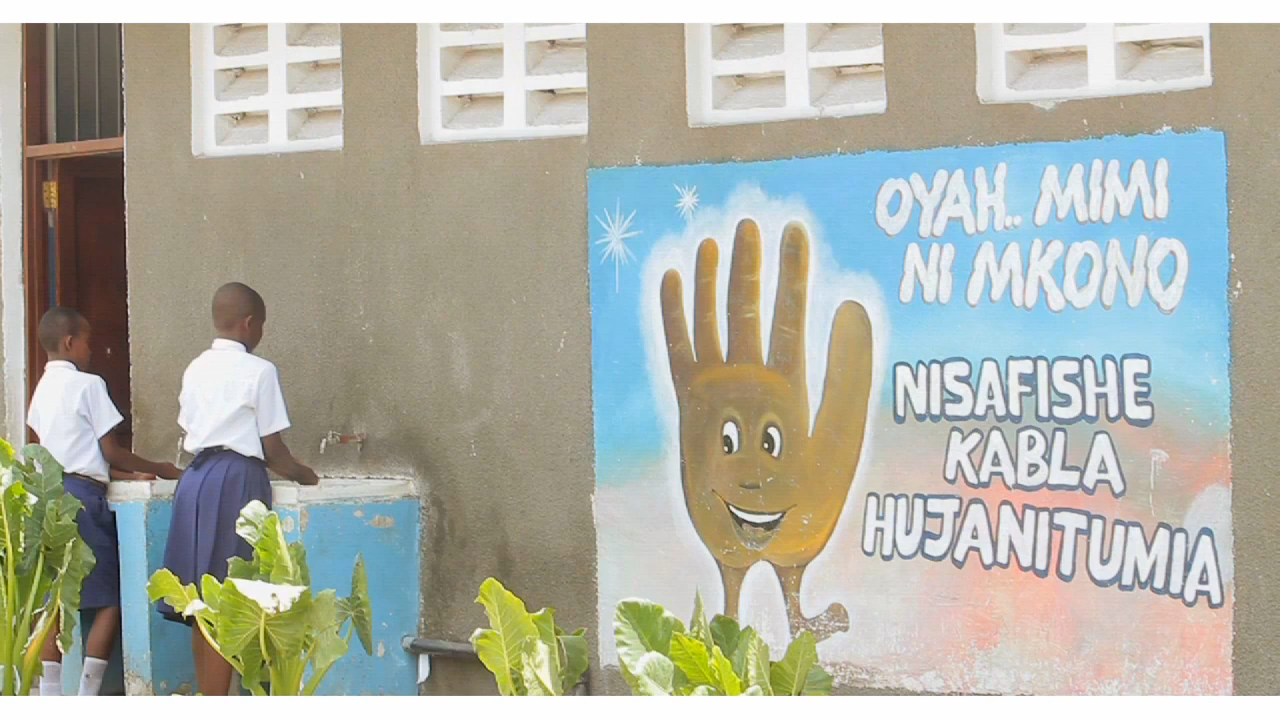 OYAH.. MIMI
NI MKONO
NISAFISHE
KABLA
HUJANITUMIA